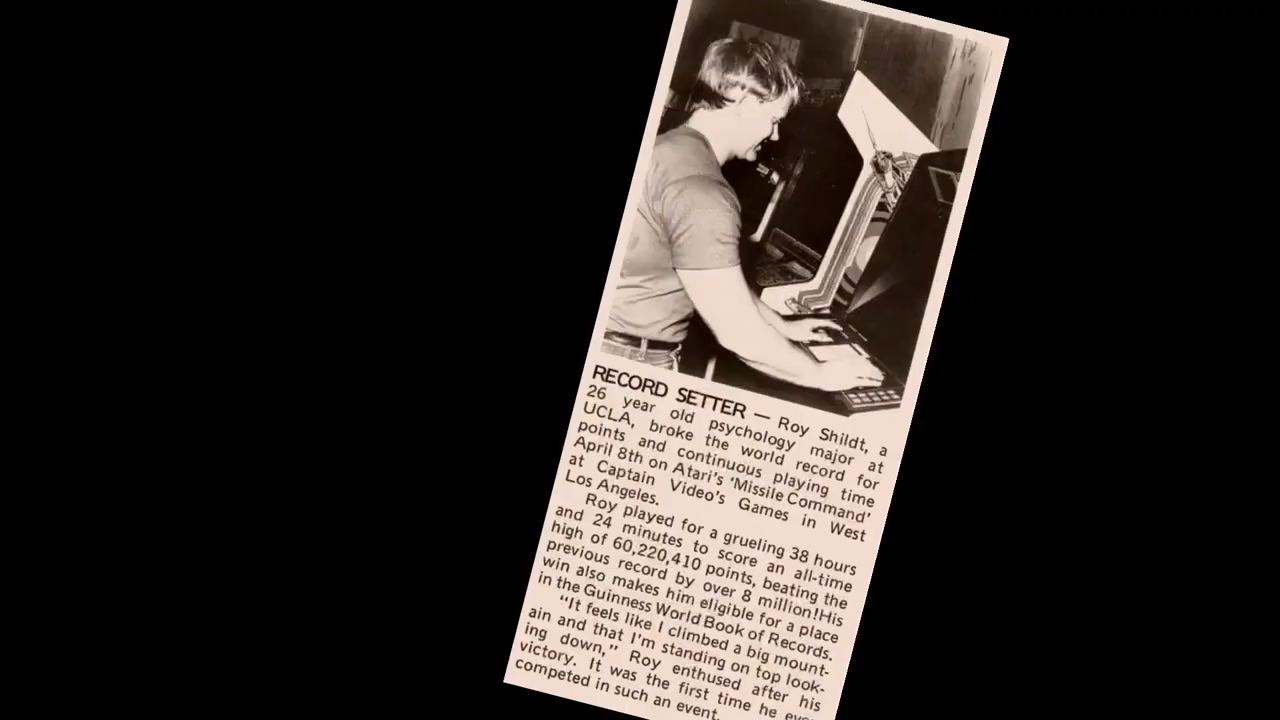 RECORD SETTER — Roy Shildt, a
26 year old psychology major at
UCLA, broke the world record for
points and continuous playing time
April 8th on Atari's 'Missile Command'
at Captain Video's Games in West
Los Angeles.
Roy played for a grueling 38 hours
and 24 minutes to score an all-time
high of 60,220,410 points, beating the
previous record by over 8 million! His
win also makes him eligible for a place
in the Guinness World Book of Records.
"It feels like I climbed a big mount-
ain and that I'm standing on top look-
ing down," Roy enthused after his
victory. It was the first time he ever
competed in such an event.